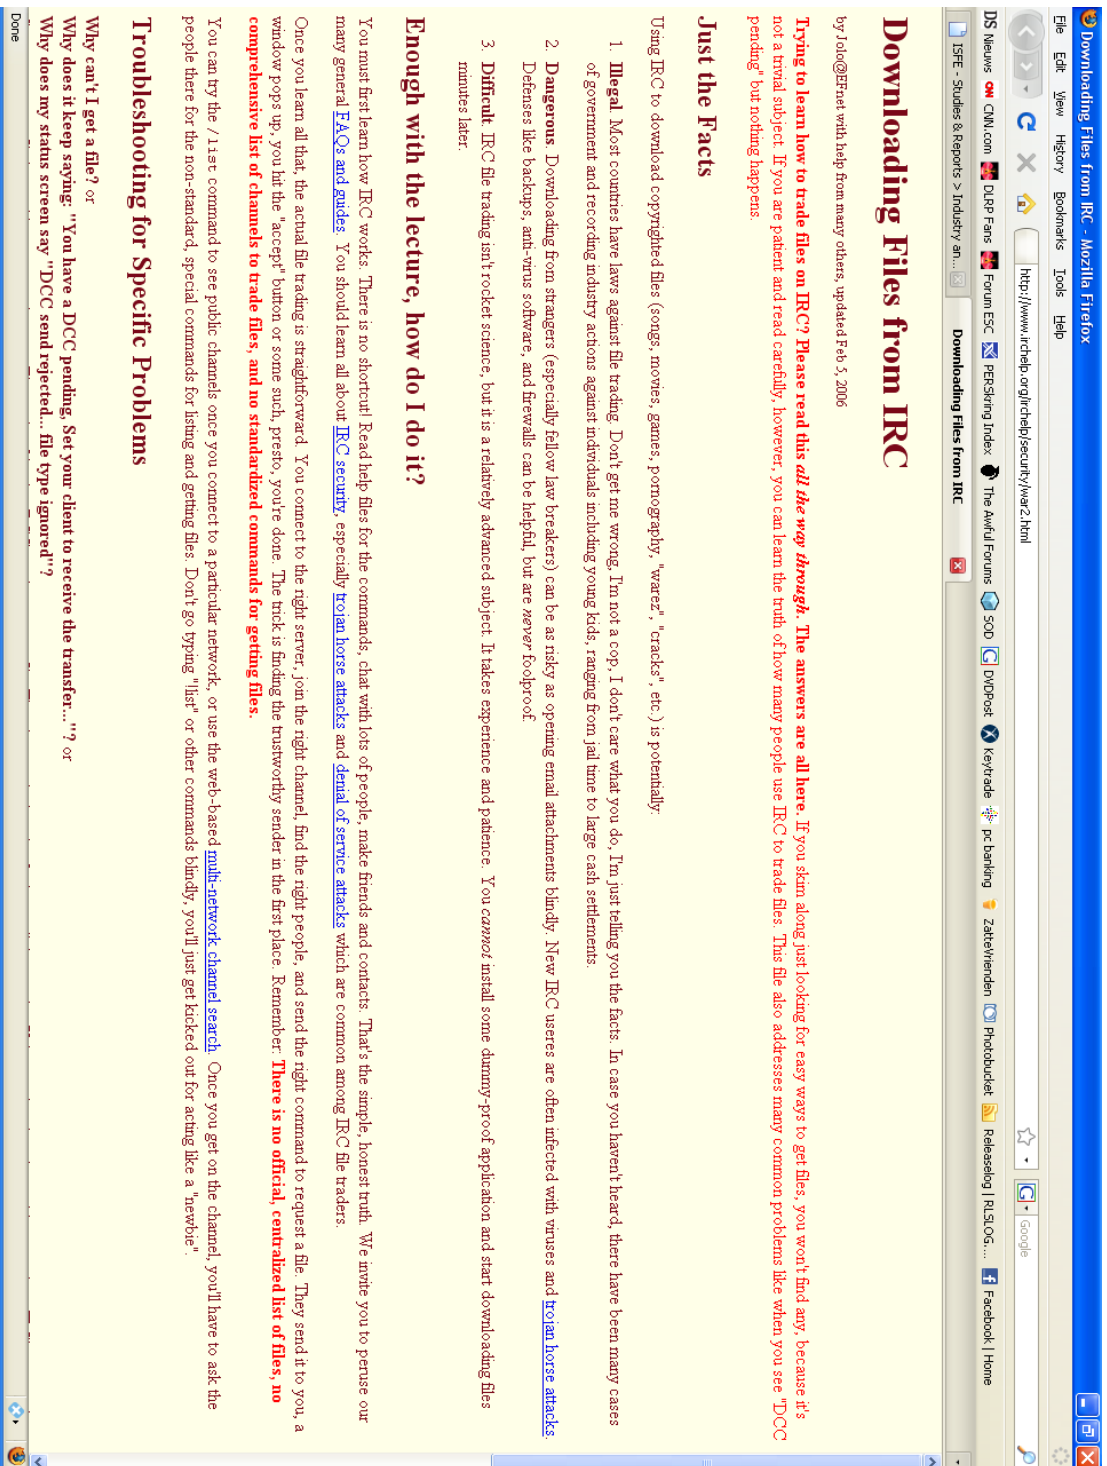 Downloading Files from IRC - Mozilla Firefox
File Edit View History Bookmarks Tools Help
http://www.irchelp.org/irchelp/security/war2.html
Google
DS Nieuws CNN.com DLRP Fans Forum ESC PERSkring Index The Awful Forums SOD DVDPost Keytrade pc banking ZatteVrienden Photobucket Releaselog | RLSLOG.... Facebook | Home
ISFE - Studies & Reports > Industry an... Downloading Files from IRC
Downloading Files from IRC
by Jolo@EFnet with help from many others, updated Feb 5, 2006
Trying to learn how to trade files on IRC? Please read this all the way through. The answers are all here. If you skim along just looking for easy ways to get files, you won't find any, because it's
not a trivial subject. If you are patient and read carefully, however, you can learn the truth of how many people use IRC to trade files. This file also addresses many common problems like when you see "DCC
pending" but nothing happens.
Just the Facts
Using IRC to download copyrighted files (songs, movies, games, pornography, "warez", "cracks", etc.) is potentially:
1. Illegal. Most countries have laws against file trading. Don't get me wrong, I'm not a cop, I don't care what you do, I'm just telling you the facts. In case you haven't heard, there have been many cases
of government and recording industry actions against individuals including young kids, ranging from jail time to large cash settlements.
2. Dangerous. Downloading from strangers (especially fellow law breakers) can be as risky as opening email attachments blindly. New IRC useres are often infected with viruses and trojan horse attacks.
Defenses like backups, anti-virus software, and firewalls can be helpful, but are never foolproof.
3. Difficult. IRC file trading isn't rocket science, but it is a relatively advanced subject. It takes experience and patience. You cannot install some dummy-proof application and start downloading files
minutes later.
Enough with the lecture, how do I do it?
You must first learn how IRC works. There is no shortcut! Read help files for the commands, chat with lots of people, make friends and contacts. That's the simple, honest truth. We invite you to peruse our
many general FAQs and guides. You should learn all about IRC security, especially trojan horse attacks and denial of service attacks which are common among IRC file traders.
Once you learn all that, the actual file trading is straightforward. You connect to the right server, join the right channel, find the right people, and send the right command to request a file. They send it to you, a
window pops up, you hit the "accept" button or some such, presto, you're done. The trick is finding the trustworthy sender in the first place. Remember: There is no official, centralized list of files, no
comprehensive list of channels to trade files, and no standardized commands for getting files.
You can try the /list command to see public channels once you connect to a particular network, or use the web-based multi-network channel search. Once you get on the channel, you'll have to ask the
people there for the non-standard, special commands for listing and getting files. Don't go typing "!list" or other commands blindly, you'll just get kicked out for acting like a "newbie".
Troubleshooting for Specific Problems
Why can't I get a file? or
Why does it keep saying: "You have a DCC pending, Set your client to receive the transfer..."? or
Why does my status screen say "DCC send rejected... file type ignored"?
Done